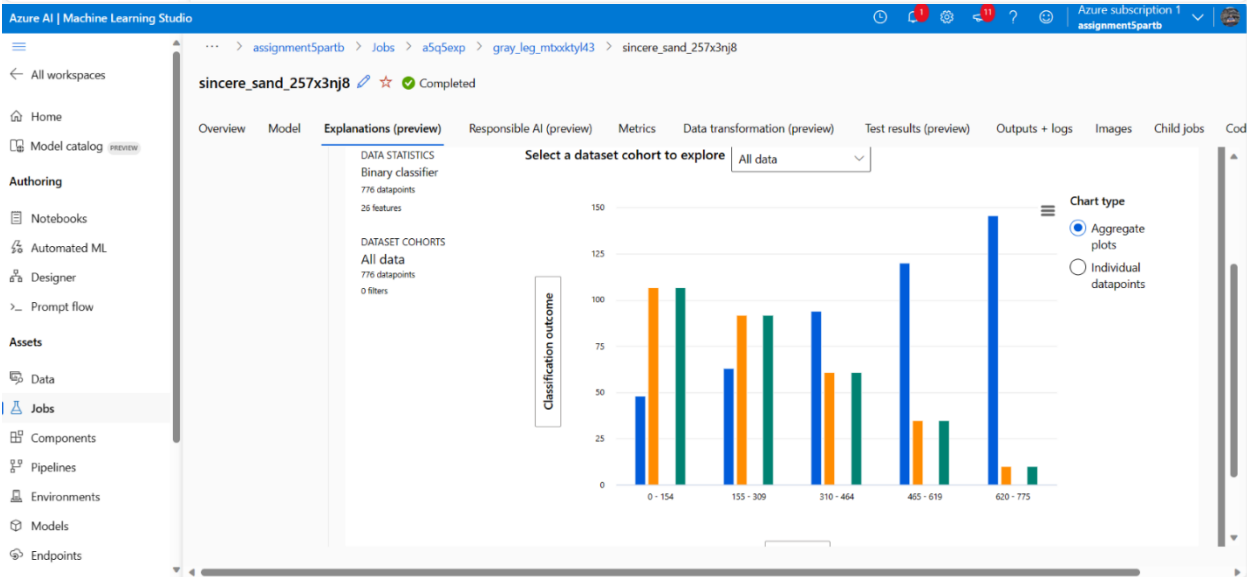 Azure AI | Machine Learning Studio
1
11
?
Azure subscription 1
assignment5partb
All workspaces
Home
Model catalog PREVIEW
Authoring
Notebooks
Automated ML
Designer
Prompt flow
Assets
Data
Jobs
Components
Pipelines
Environments
Models
Endpoints
··· > assignment5partb > Jobs > a5q5exp > gray_leg_mtxxktyl43 > sincere_sand_257x3nj8
sincere_sand_257x3nj8 Completed
Overview Model Explanations (preview) Responsible AI (preview) Metrics Data transformation (preview) Test results (preview) Outputs + logs Images Child jobs Cod
DATA STATISTICS
Binary classifier
776 datapoints
26 features
DATASET COHORTS
All data
776 datapoints
0 filters
Select a dataset cohort to explore All data
Classification outcome
150
125
100
75
50
25
0
0 - 154 155 - 309 310 - 464 465 - 619 620 - 775
Chart type
Aggregate
plots
Individual
datapoints